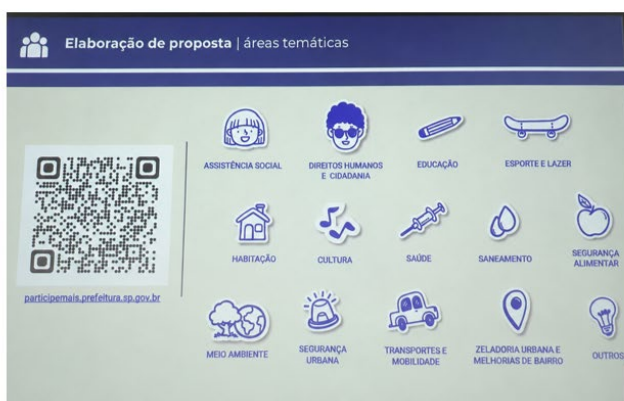 Elaboração de proposta | áreas temáticas
ASSISTÊNCIA SOCIAL
DIREITOS HUMANOS
E CIDADANIA
EDUCAÇÃO
ESPORTE E LAZER
HABITAÇÃO
CULTURA
SAÚDE
SANEAMENTO
SEGURANÇA
ALIMENTAR
participemais.prefeitura.sp.gov.br
MEIO AMBIENTE
SEGURANÇA
URBANA
TRANSPORTES E
MOBILIDADE
ZELADORIA URBANA E
MELHORIAS DE BAIRRO
OUTROS